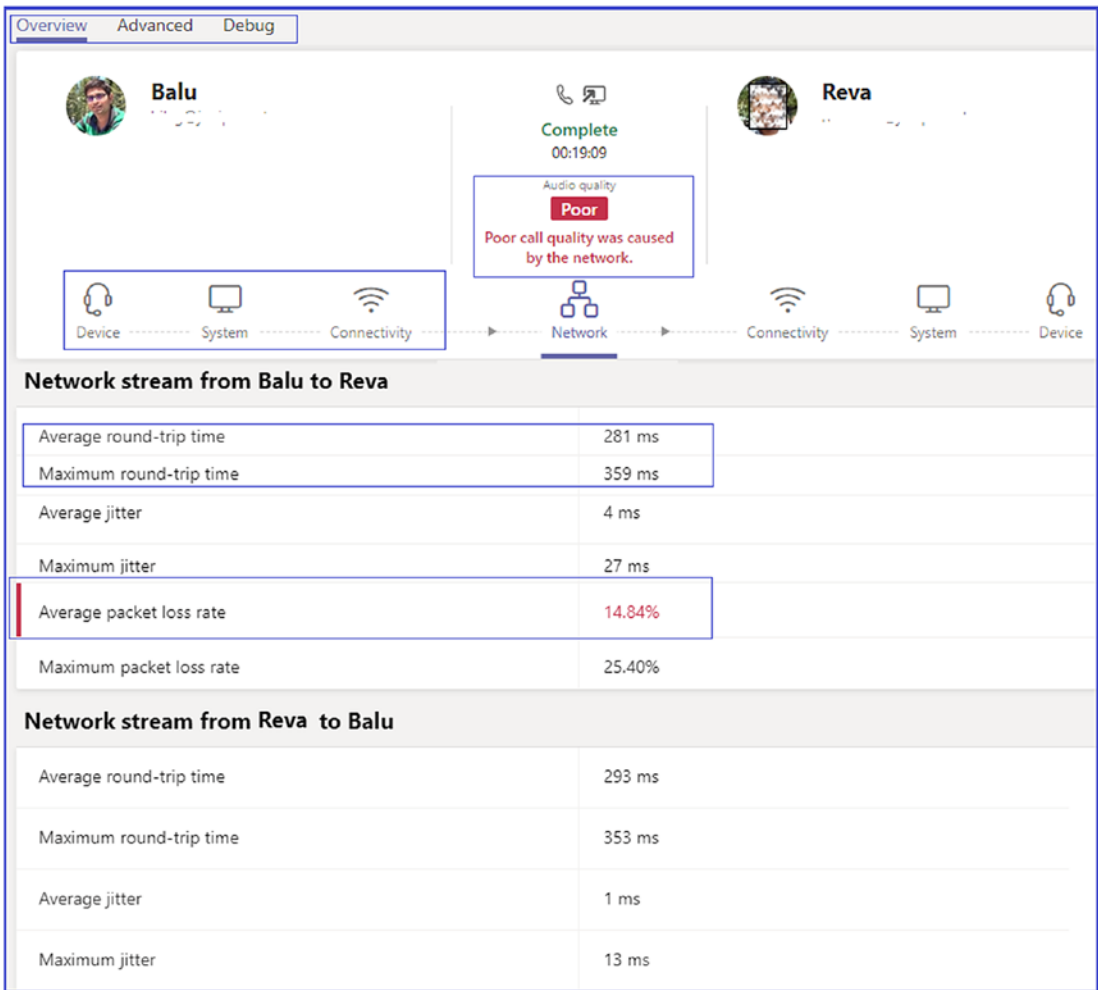 Overview Advanced Debug
Balu
Reva
Complete
00:19:09
Audio quality
Poor
Poor call quality was caused
by the network.
Device System Connectivity Network Connectivity System Device
Network stream from Balu to Reva
Average round-trip time 281 ms
Maximum round-trip time 359 ms
Average jitter 4 ms
Maximum jitter 27 ms
Average packet loss rate 14.84%
Maximum packet loss rate 25.40%
Network stream from Reva to Balu
Average round-trip time 293 ms
Maximum round-trip time 353 ms
Average jitter 1 ms
Maximum jitter 13 ms